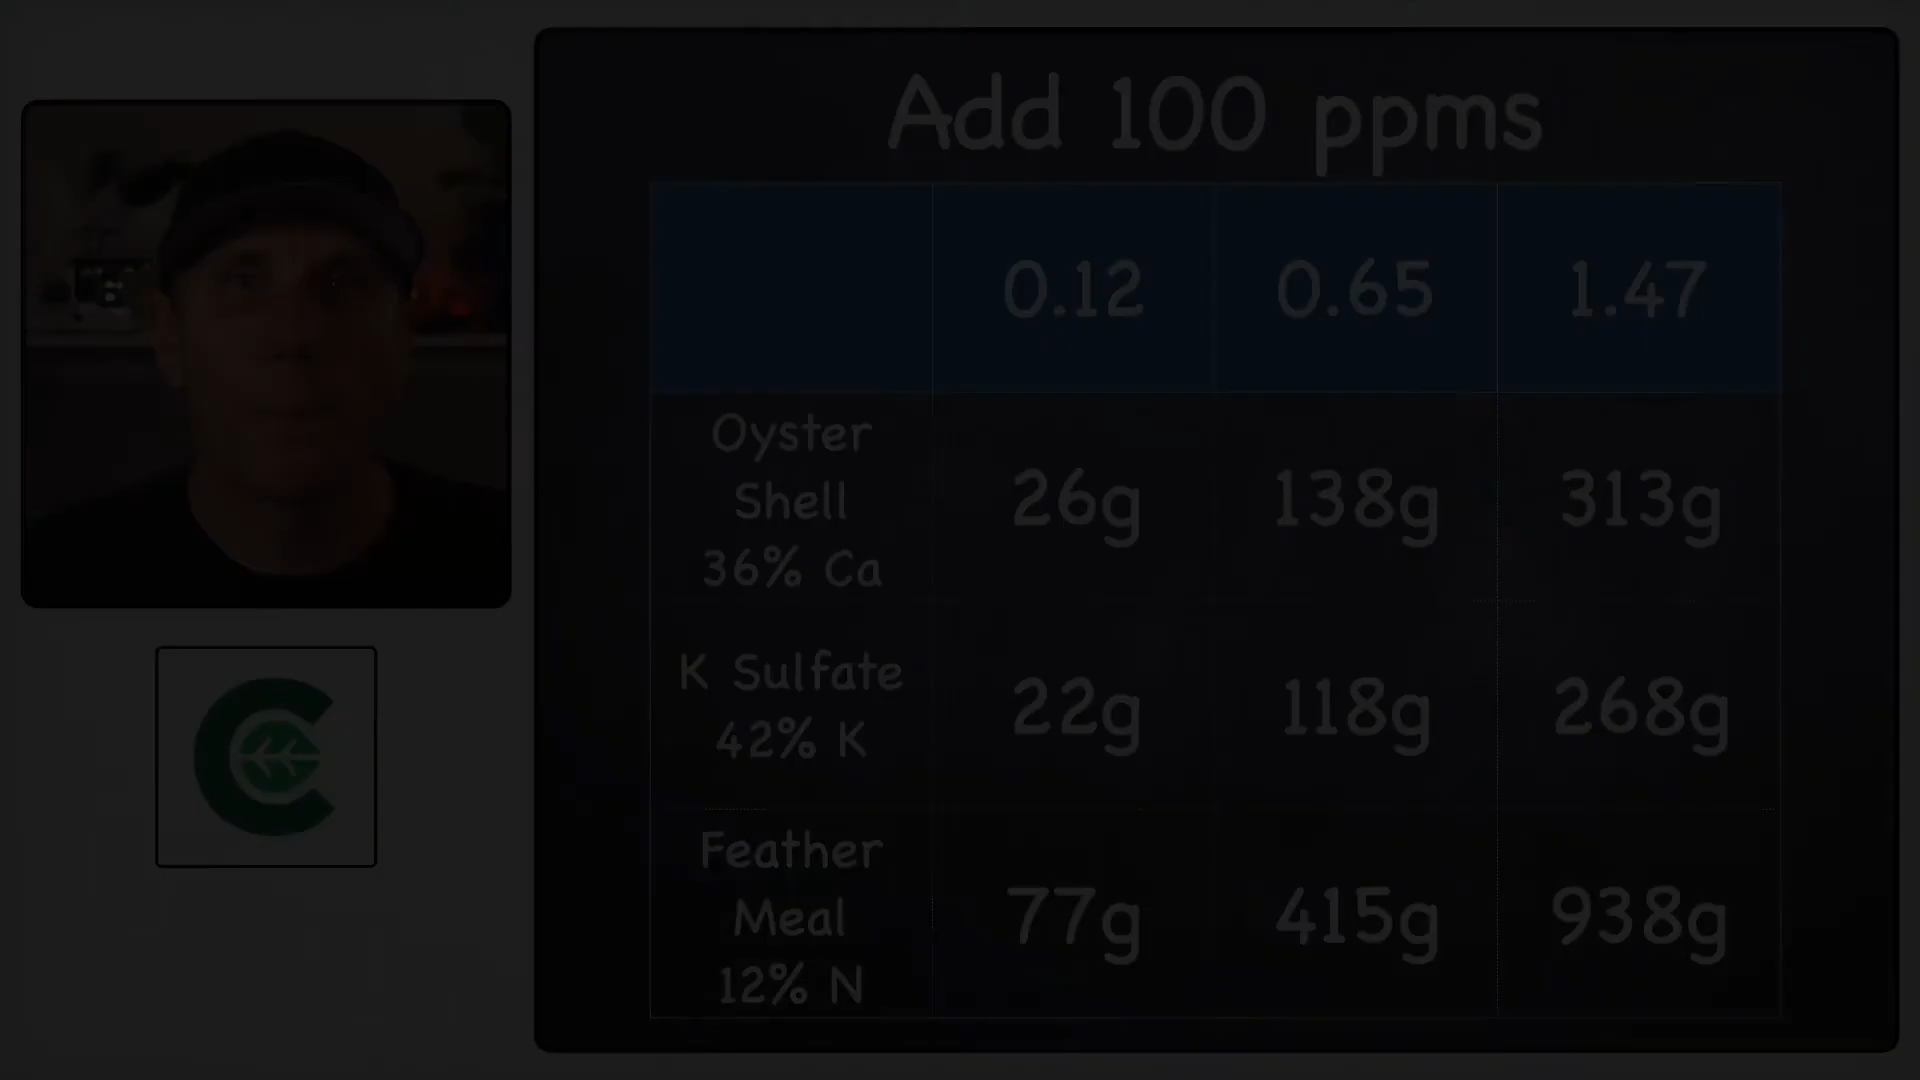 Add 100 ppms
0.12 0.65 1.47
Oyster
Shell
36% Ca
26g 138g 313g
K Sulfate
42% K
22g 118g 268g
Feather
Meal
12% N
77g 415g 938g